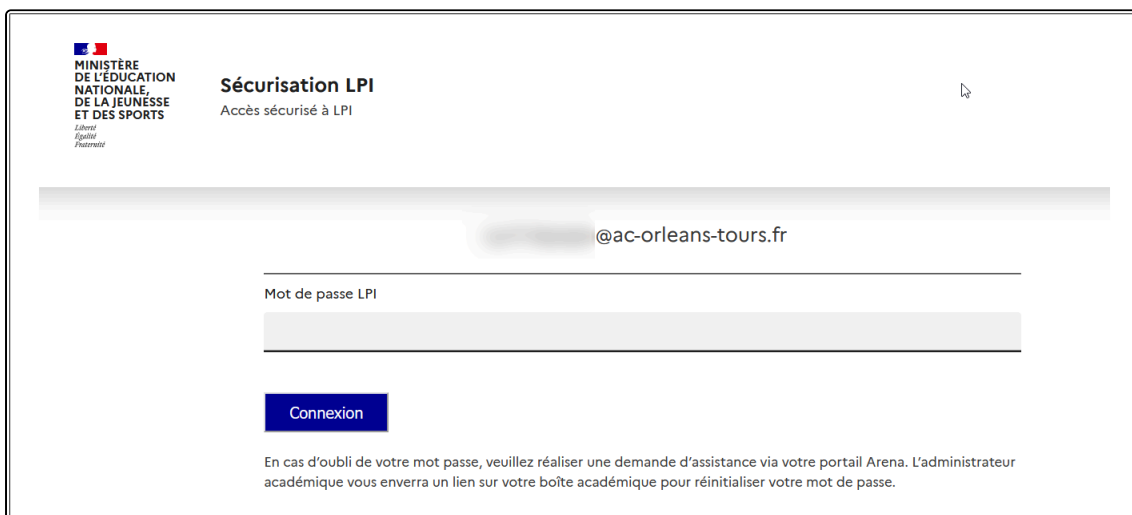 MINISTÈRE
DE L'ÉDUCATION
NATIONALE,
DE LA JEUNESSE
ET DES SPORTS
Liberté
Égalité
Fraternité
Sécurisation LPI
Accès sécurisé à LPI
@ac-orleans-tours.fr
Mot de passe LPI
Connexion
En cas d'oubli de votre mot passe, veuillez réaliser une demande d'assistance via votre portail Arena. L'administrateur
académique vous enverra un lien sur votre boîte académique pour réinitialiser votre mot de passe.